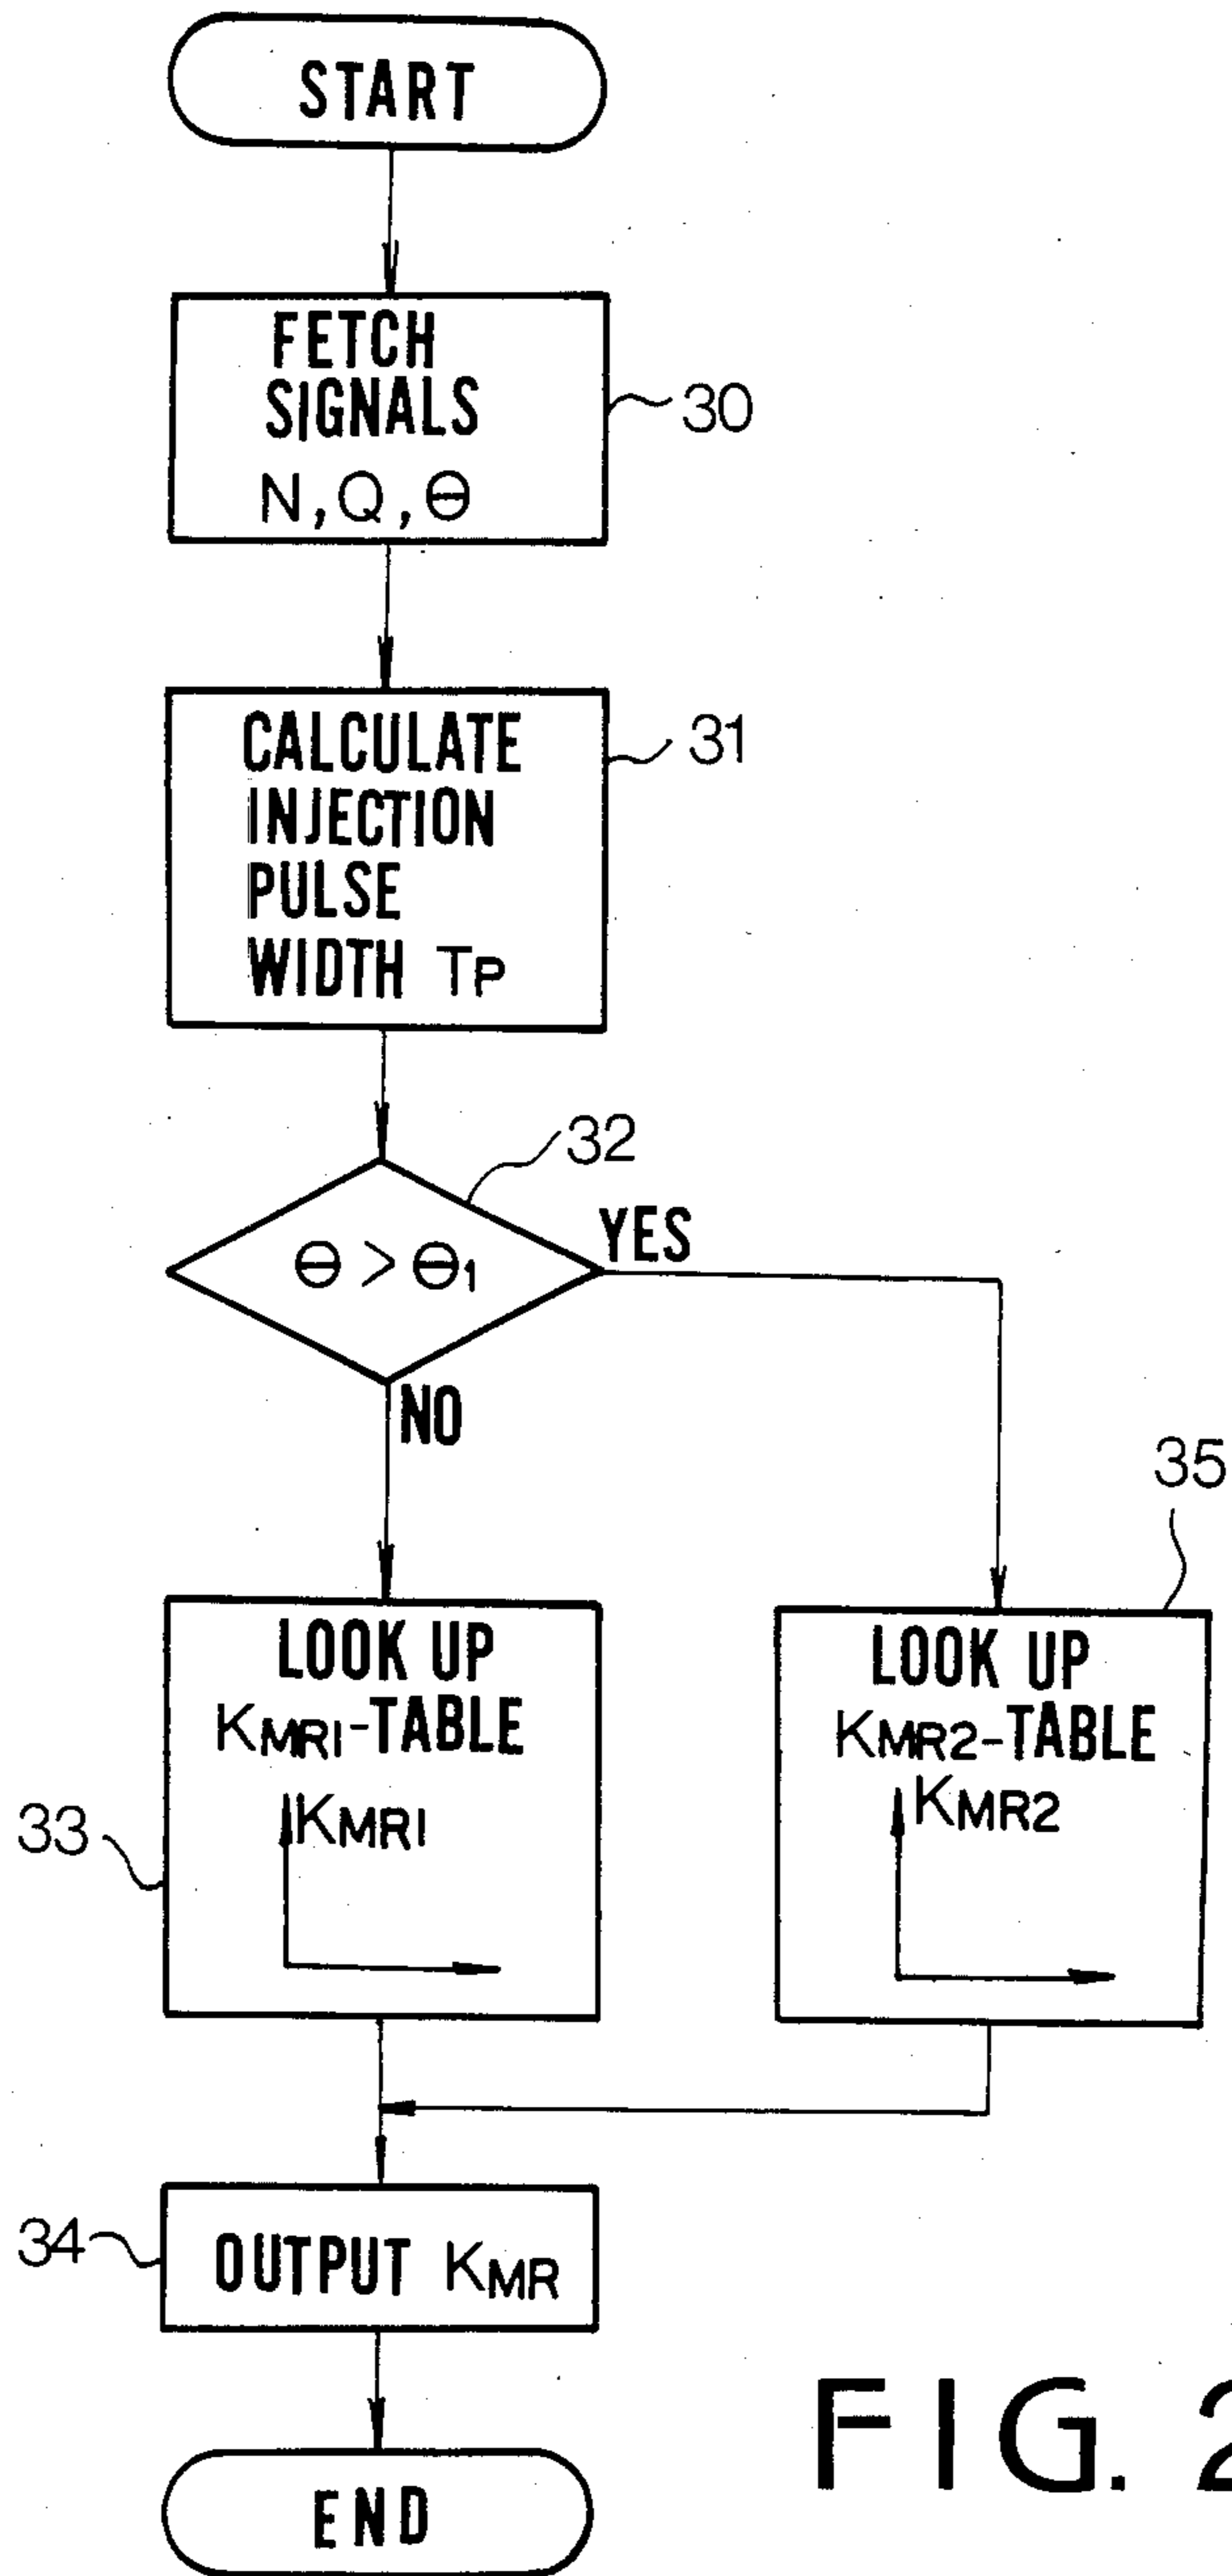 START
FETCH
SIGNALS
N, Q, Θ
30
CALCULATE
INJECTION
PULSE
WIDTH TP
31
32
Θ > Θ1
YES
NO
LOOK UP
KMR1-TABLE
KMR1
33
35
LOOK UP
KMR2-TABLE
KMR2
34
OUTPUT KMR
END
FIG. 2